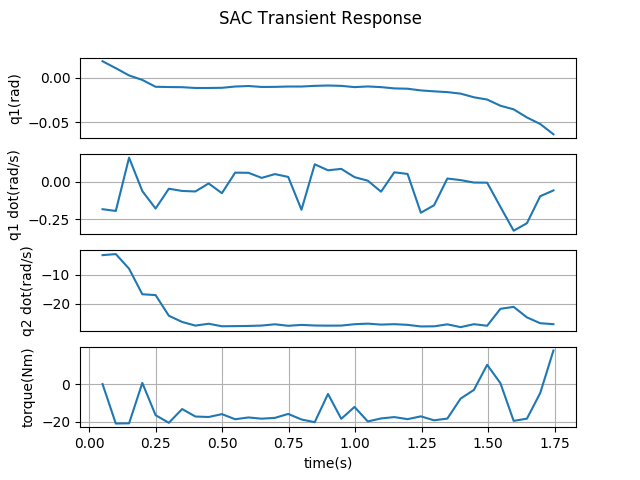 SAC Transient Response
q1(rad)
0.00
−0.05
q1 dot(rad/s)
0.00
−0.25
q2 dot(rad/s)
−10
−20
torque(Nm)
0
−20
0.00 0.25 0.50 0.75 1.00 1.25 1.50 1.75
time(s)